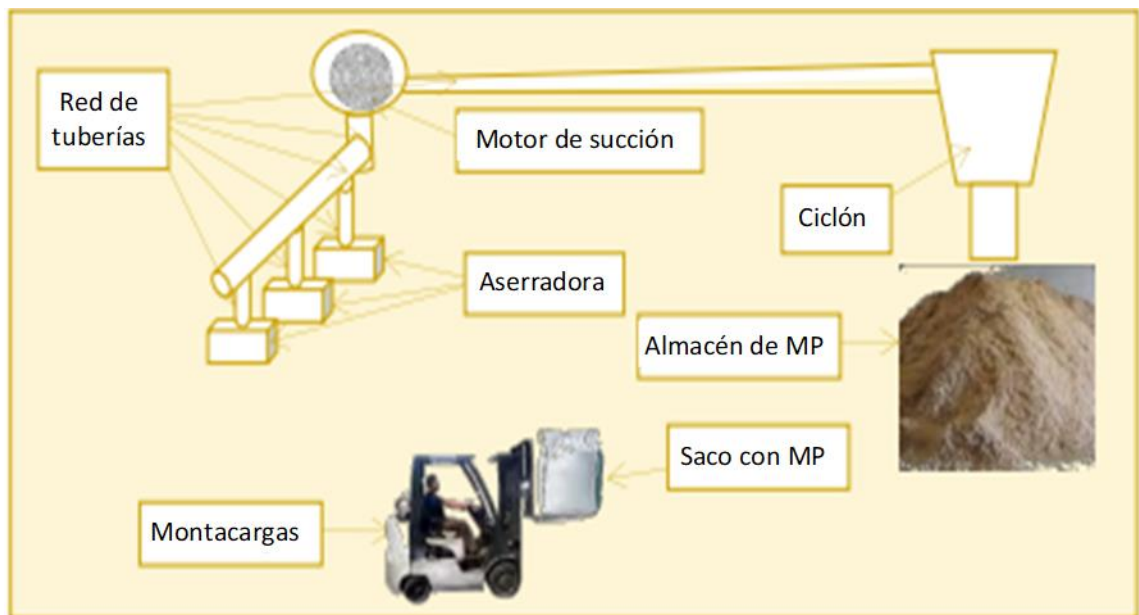 Red de
tuberías
Motor de succión
Ciclón
Aserradora
Almacén de MP
Saco con MP
Montacargas